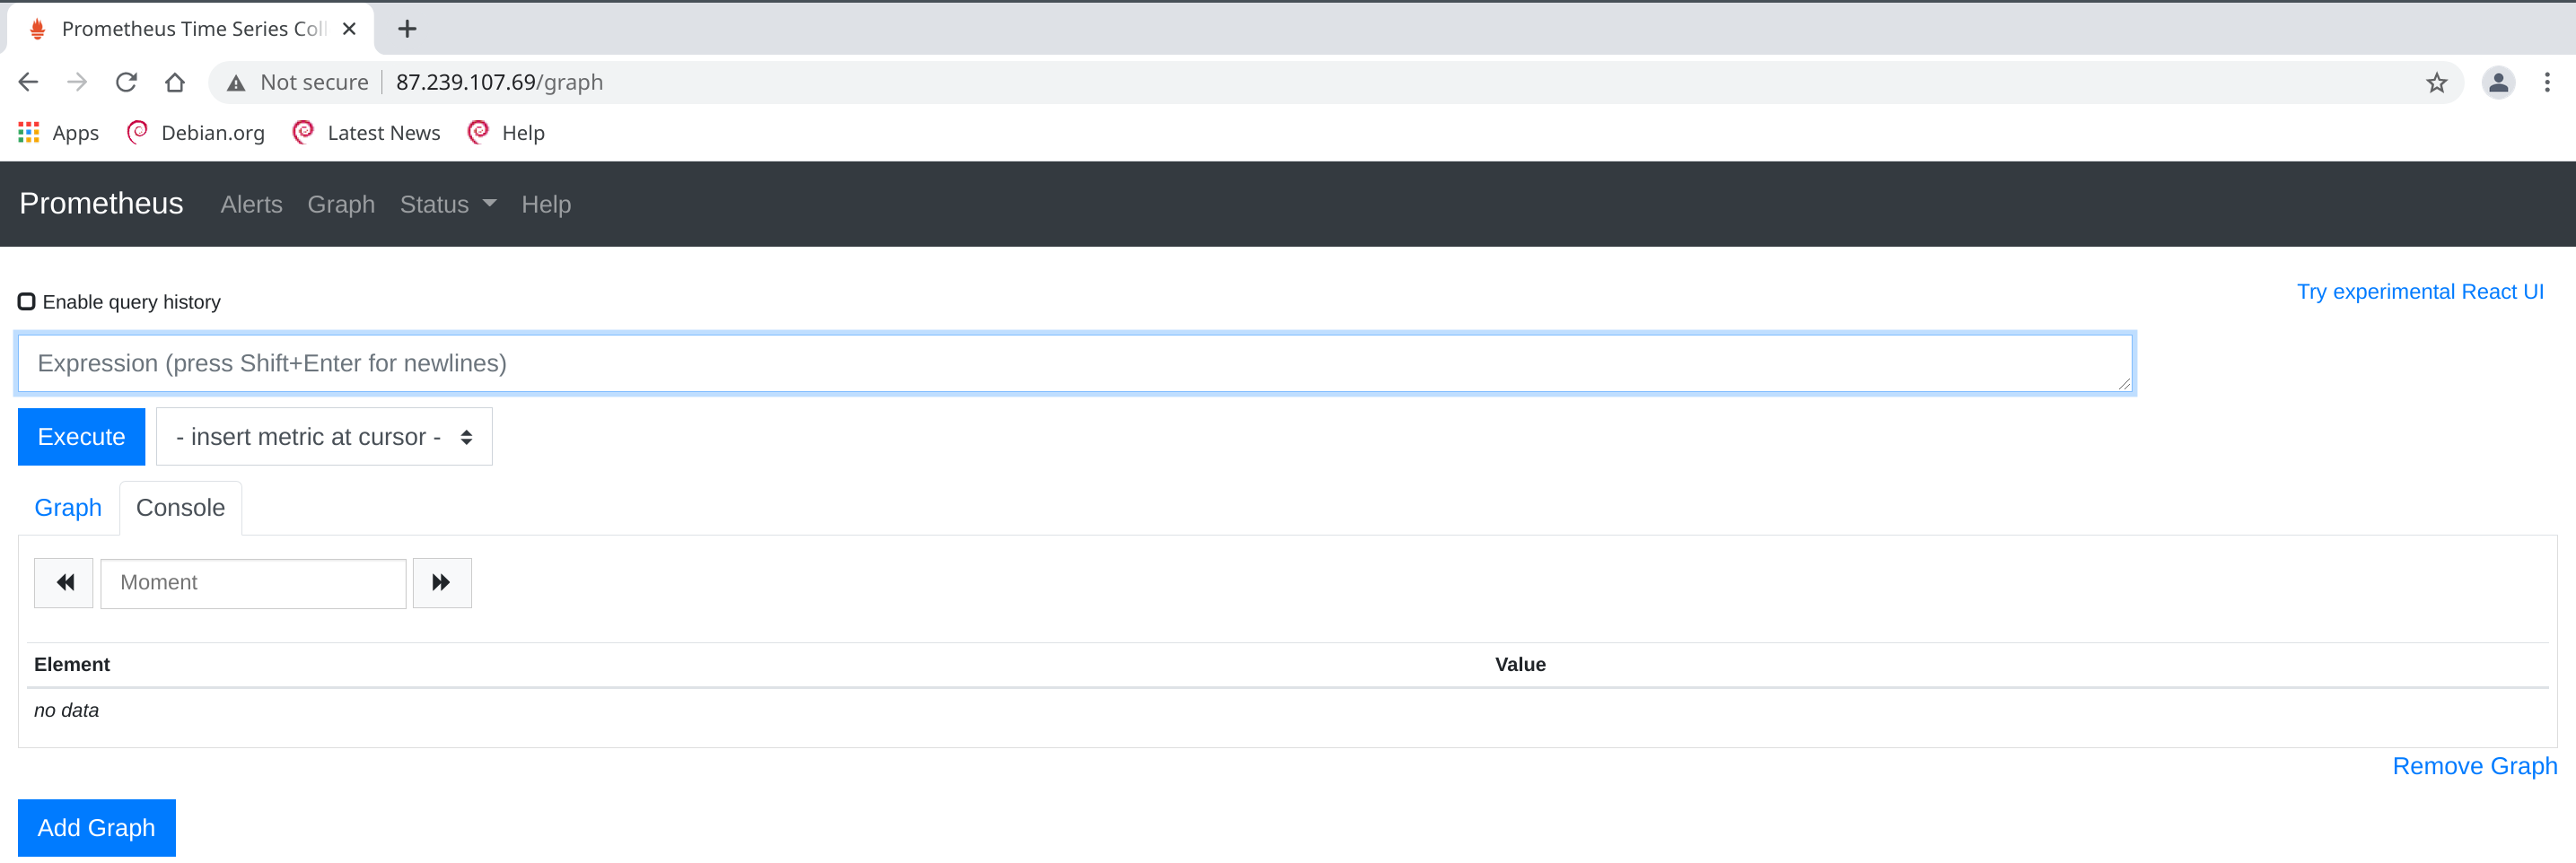 Prometheus Time Series Col
Not secure 87.239.107.69/graph
Apps Debian.org Latest News Help
Prometheus Alerts Graph Status Help
Enable query history Try experimental React UI
Expression (press Shift+Enter for newlines)
Execute - insert metric at cursor -
Graph Console
Moment
Element Value
no data
Remove Graph
Add Graph